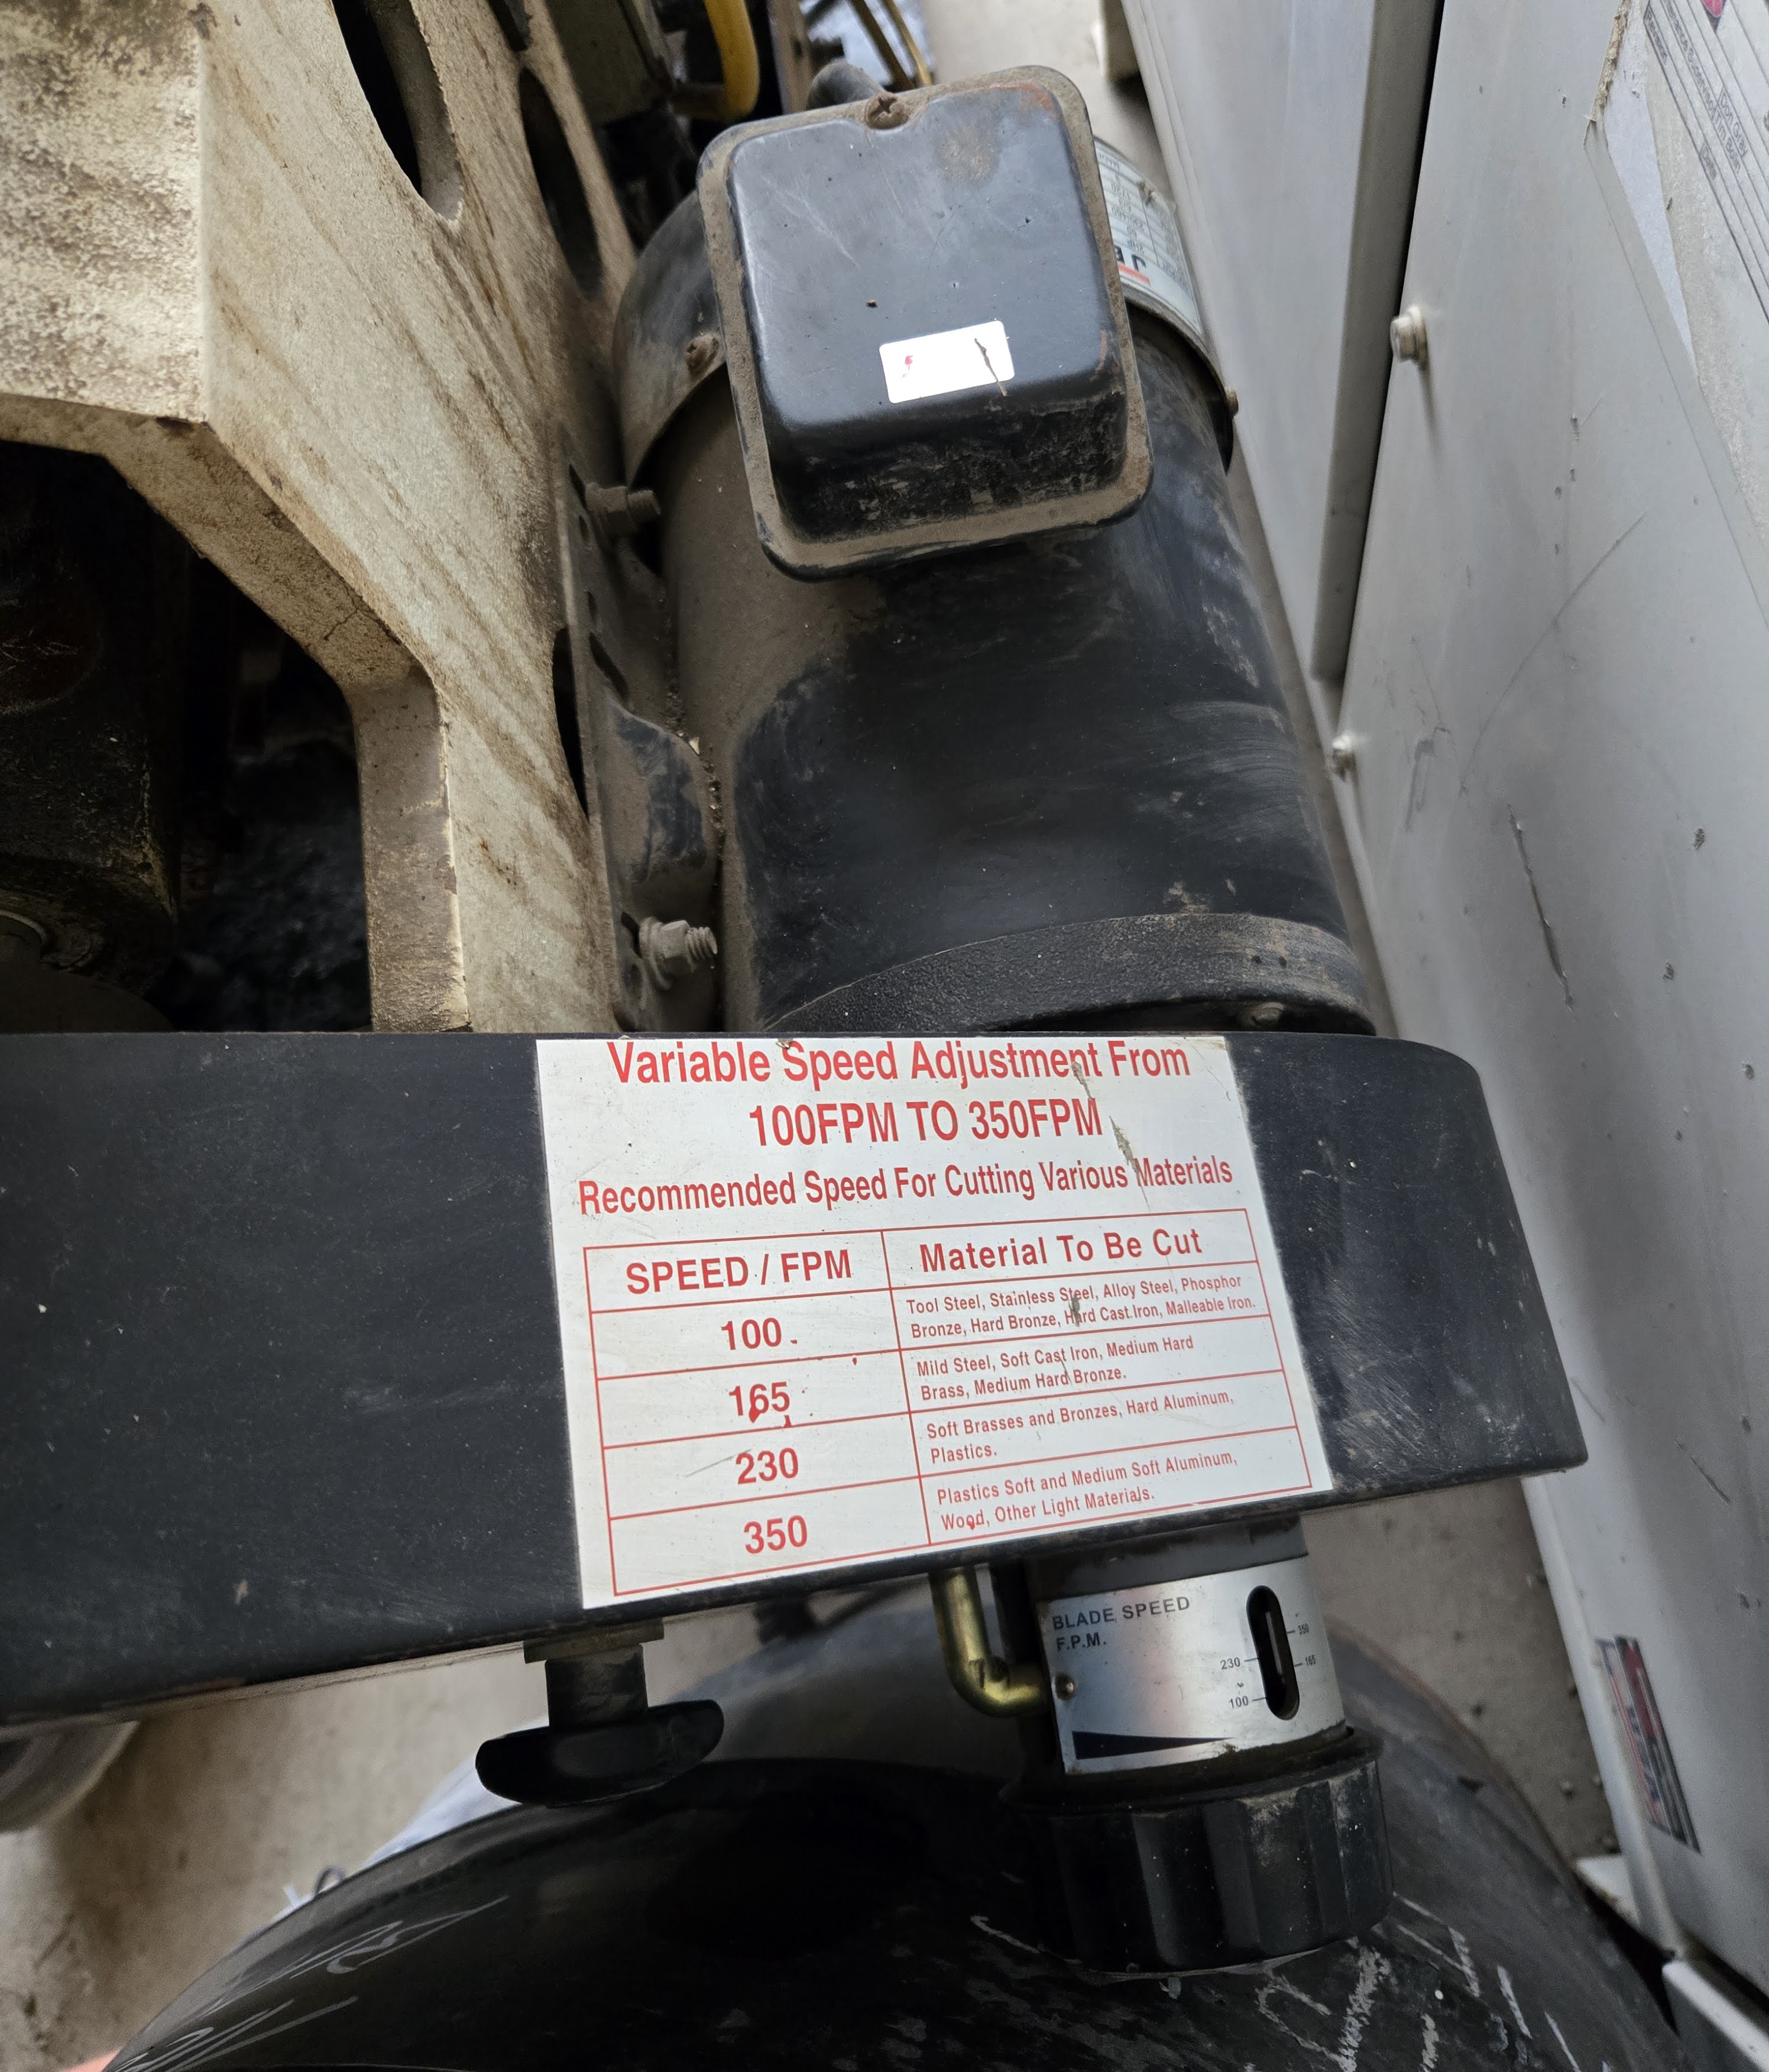 Variable Speed Adjustment From
100FPM TO 350FPM
Recommended Speed For Cutting Various Materials
SPEED / FPM Material To Be Cut
100 Tool Steel, Stainless Steel, Alloy Steel, Phosphor
Bronze, Hard Bronze, Hard Cast Iron, Malleable Iron.
165 Mild Steel, Soft Cast Iron, Medium Hard
Brass, Medium Hard Bronze.
230 Soft Brasses and Bronzes, Hard Aluminum,
Plastics.
350 Plastics Soft and Medium Soft Aluminum,
Wood, Other Light Materials.
BLADE SPEED
F.P.M.
350
230 165
100